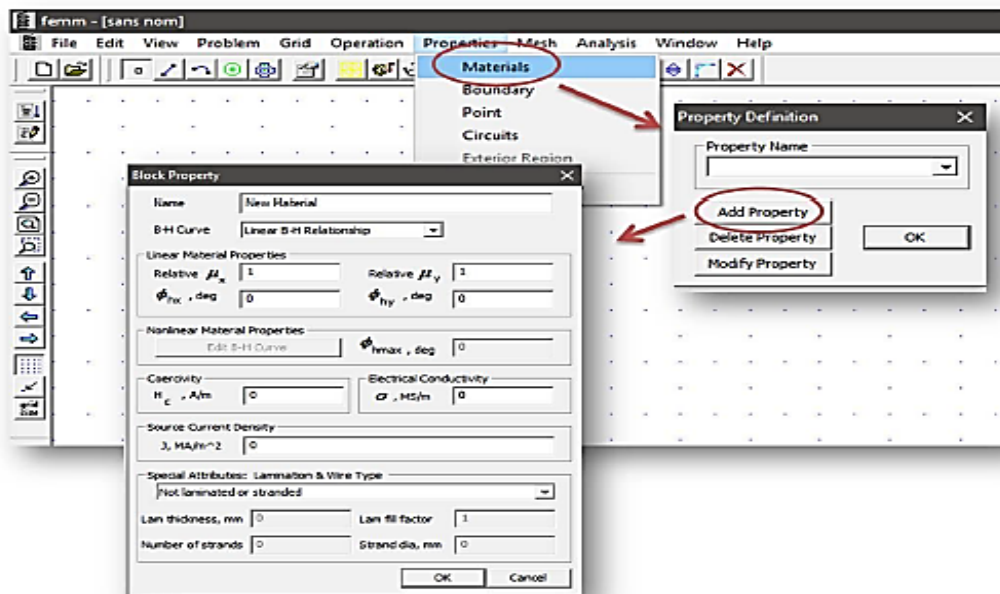 femm - [sans nom]
File Edit View Problem Grid Operation Properties Mesh Analysis Window Help
Materials
Boundary
Point
Circuits
Exterior Region
Property Definition
Property Name
Add Property
Delete Property
OK
Modify Property
Block Property
Name New Material
B-H Curve Linear B-H Relationship
Linear Material Properties
Relative μx 1 Relative μy 1
ϕhx , deg 0 ϕhy , deg 0
Nonlinear Material Properties
Edit B-H Curve ϕhmax , deg 0
Coercivity Electrical Conductivity
Hc , A/m 0 σ , MS/m 0
Source Current Density
J, MA/m^2 0
Special Attributes: Lamination & Wire Type
Not laminated or stranded
Lam thickness, mm 0 Lam fill factor 1
Number of strands 0 Strand dia, mm 0
OK Cancel